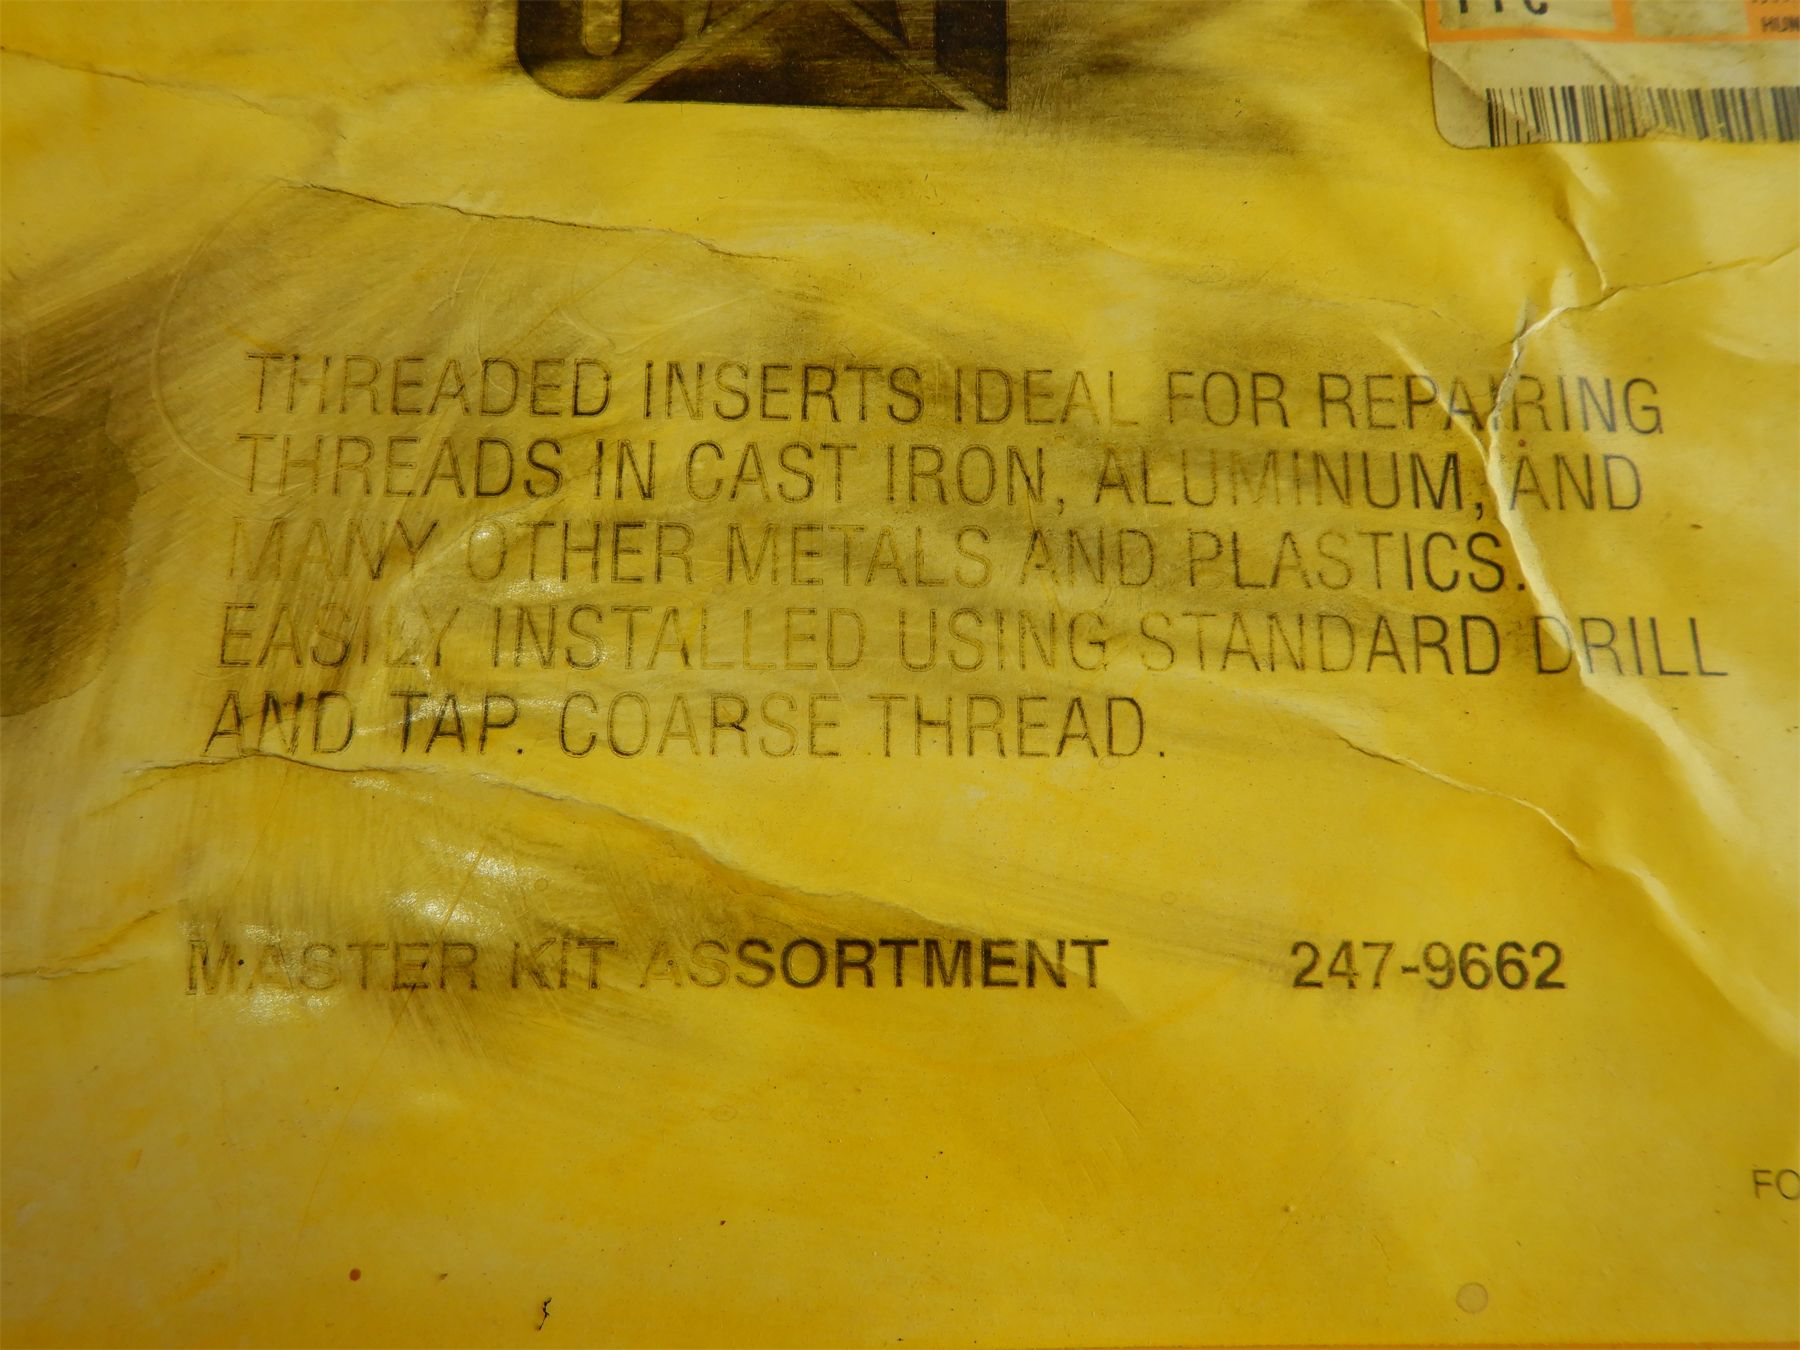 THREADED INSERTS IDEAL FOR REPAIRING
THREADS IN CAST IRON, ALUMINUM, AND
MANY OTHER METALS AND PLASTICS.
EASILY INSTALLED USING STANDARD DRILL
AND TAP. COARSE THREAD.
MASTER KIT ASSORTMENT 247-9662
FO